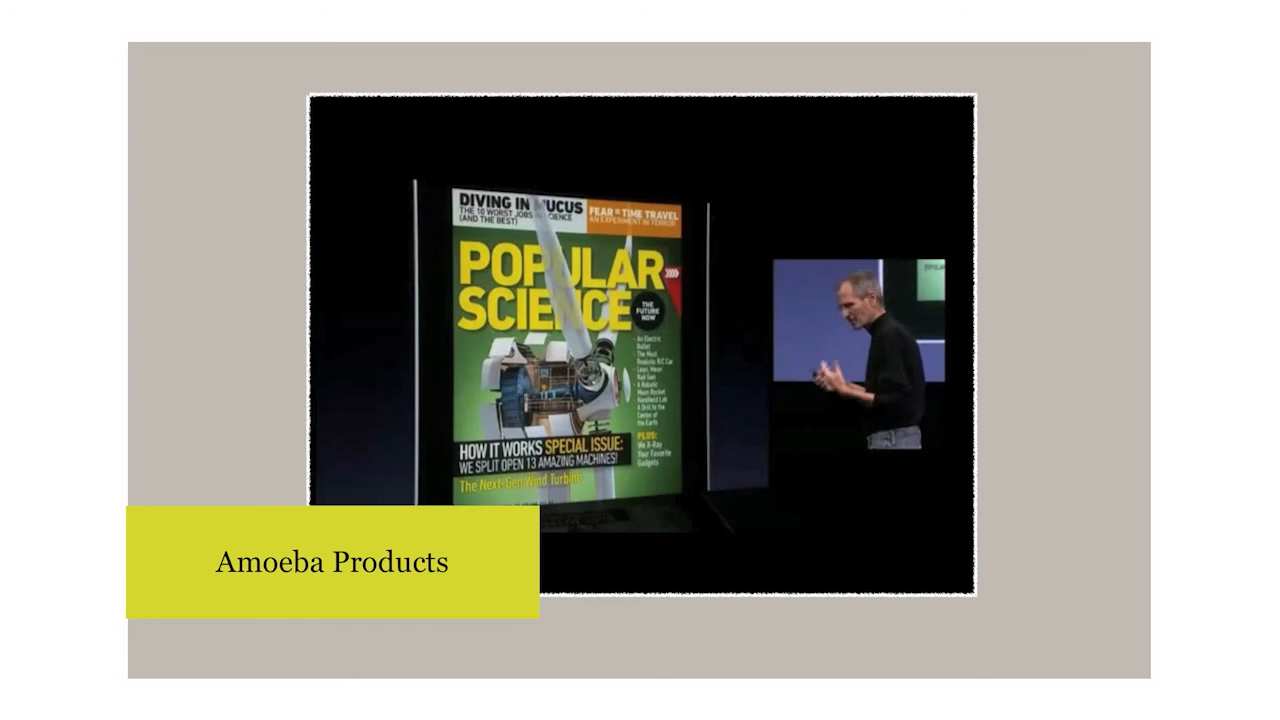 DIVING IN MUCUS
THE 10 WORST JOBS IN SCIENCE
(AND THE BEST)
FEAR = TIME TRAVEL
AN EXPERIMENT IN TERROR
POPULAR
SCIENCE
THE
FUTURE
NOW
An Electric
Bullet
The Most
Realistic R/C Car
Lean, Mean
Nail Gun
A Robotic
Moon Rocket
Handheld Lab
A Drill to the
Center of
the Earth
HOW IT WORKS SPECIAL ISSUE:
WE SPLIT OPEN 13 AMAZING MACHINES!
The Next-Gen Wind Turbine
PLUS:
We X-Ray
Your Favorite
Gadgets
POPULAR
Amoeba Products